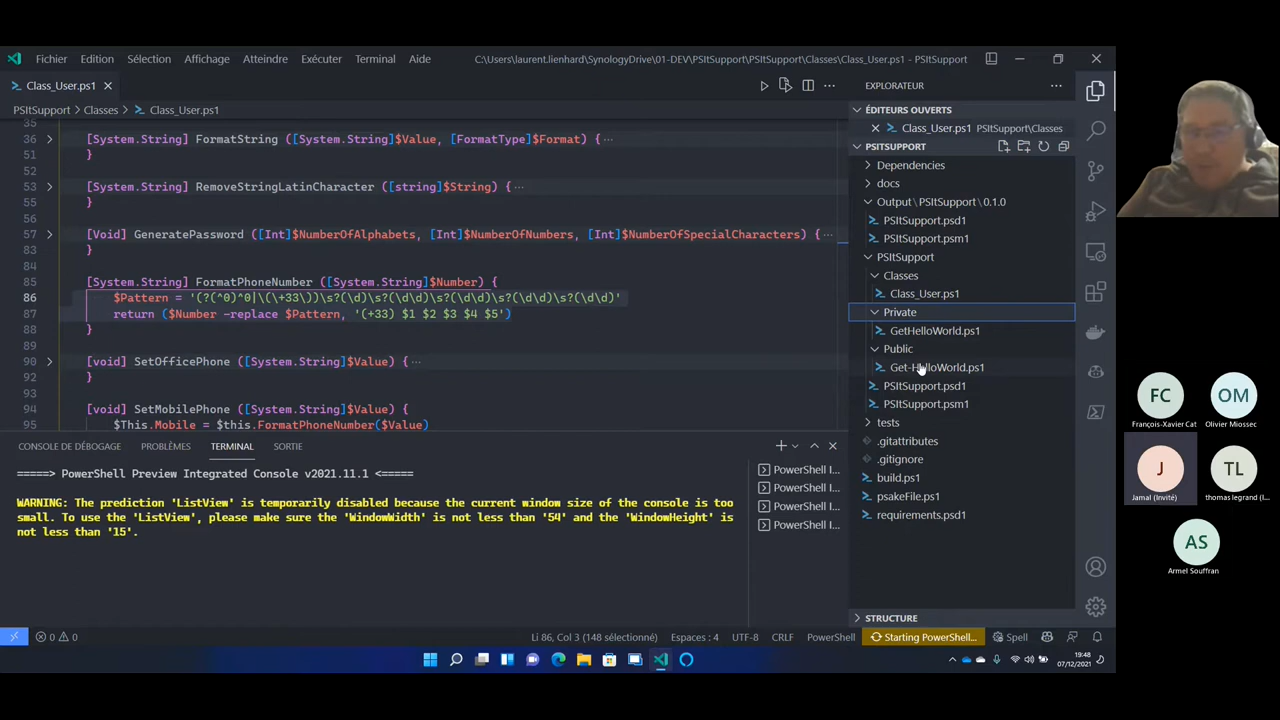 Fichier Edition Sélection Affichage Atteindre Exécuter Terminal Aide C:\Users\laurent.lienhard\SynologyDrive\01-DEV\PSItSupport\PSItSupport\Classes\Class_User.ps1 - PSItSupport
Class_User.ps1
PSItSupport > Classes > Class_User.ps1
35
36 [System.String] FormatString ([System.String]$Value, [FormatType]$Format) {…
51 }
52
53 [System.String] RemoveStringLatinCharacter ([string]$String) {…
55 }
56
57 [Void] GeneratePassword ([Int]$NumberOfAlphabets, [Int]$NumberOfNumbers, [Int]$NumberOfSpecialCharacters) {…
83 }
84
85 [System.String] FormatPhoneNumber ([System.String]$Number) {
86 $Pattern = '(?(^0)^0|\(\+33\))\s?(\d)\s?(\d\d)\s?(\d\d)\s?(\d\d)\s?(\d\d)'
87 return ($Number -replace $Pattern, '(+33) $1 $2 $3 $4 $5')
88 }
89
90 [void] SetOfficePhone ([System.String]$Value) {…
92 }
93
94 [void] SetMobilePhone ([System.String]$Value) {
95 $This.Mobile = $this.FormatPhoneNumber($Value)
CONSOLE DE DÉBOGAGE PROBLÈMES TERMINAL SORTIE
=====> PowerShell Preview Integrated Console v2021.11.1 <=====
WARNING: The prediction 'ListView' is temporarily disabled because the current window size of the console is too
small. To use the 'ListView', please make sure the 'WindowWidth' is not less than '54' and the 'WindowHeight' is
not less than '15'.
PowerShell I...
PowerShell I...
PowerShell I...
PowerShell I...
EXPLORATEUR
ÉDITEURS OUVERTS
Class_User.ps1 PSItSupport\Classes
PSITSUPPORT
Dependencies
docs
Output \ PSItSupport \ 0.1.0
PSItSupport.psd1
PSItSupport.psm1
PSItSupport
Classes
Class_User.ps1
Private
GetHelloWorld.ps1
Public
Get-HelloWorld.ps1
PSItSupport.psd1
PSItSupport.psm1
tests
.gitattributes
.gitignore
build.ps1
psakeFile.ps1
requirements.psd1
STRUCTURE
0 0 Li 86, Col 3 (148 sélectionné) Espaces : 4 UTF-8 CRLF PowerShell Starting PowerShell... Spell
19:48
07/12/2021
FC
François-Xavier Cat
OM
Olivier Miossec
J
Jamal (Invité)
TL
thomas legrand (Inv...
AS
Armel Souffran